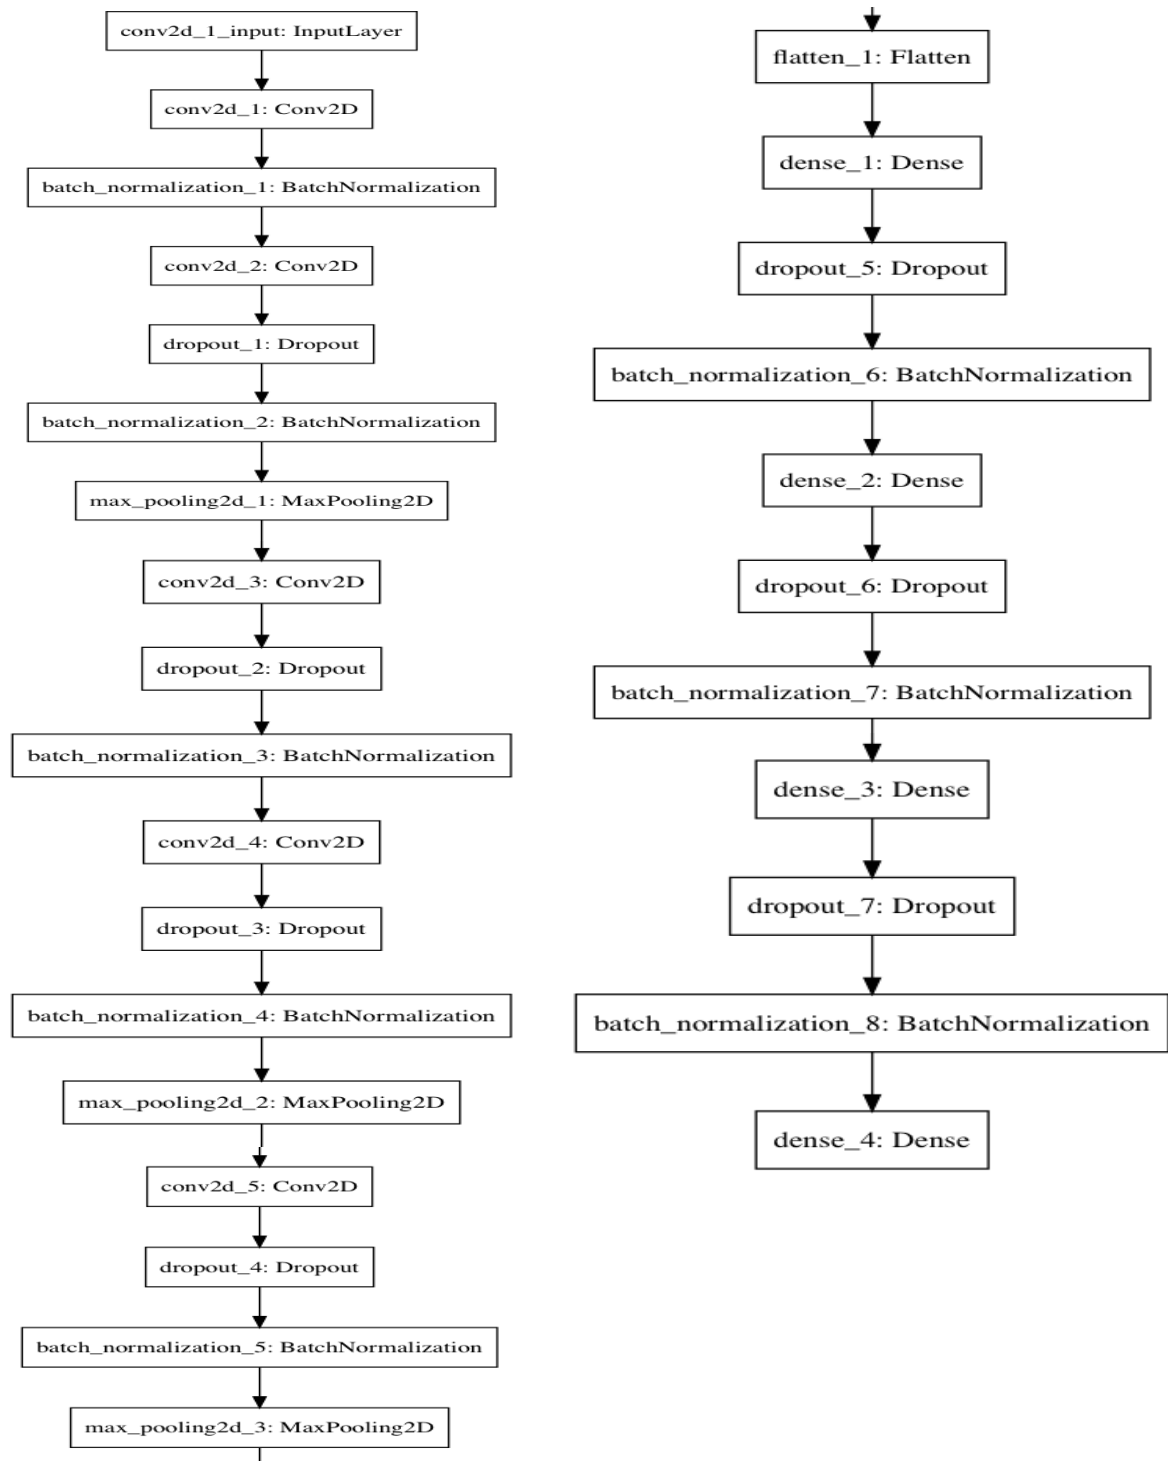 conv2d_1_input: InputLayer
conv2d_1: Conv2D
batch_normalization_1: BatchNormalization
conv2d_2: Conv2D
dropout_1: Dropout
batch_normalization_2: BatchNormalization
max_pooling2d_1: MaxPooling2D
conv2d_3: Conv2D
dropout_2: Dropout
batch_normalization_3: BatchNormalization
conv2d_4: Conv2D
dropout_3: Dropout
batch_normalization_4: BatchNormalization
max_pooling2d_2: MaxPooling2D
conv2d_5: Conv2D
dropout_4: Dropout
batch_normalization_5: BatchNormalization
max_pooling2d_3: MaxPooling2D
flatten_1: Flatten
dense_1: Dense
dropout_5: Dropout
batch_normalization_6: BatchNormalization
dense_2: Dense
dropout_6: Dropout
batch_normalization_7: BatchNormalization
dense_3: Dense
dropout_7: Dropout
batch_normalization_8: BatchNormalization
dense_4: Dense